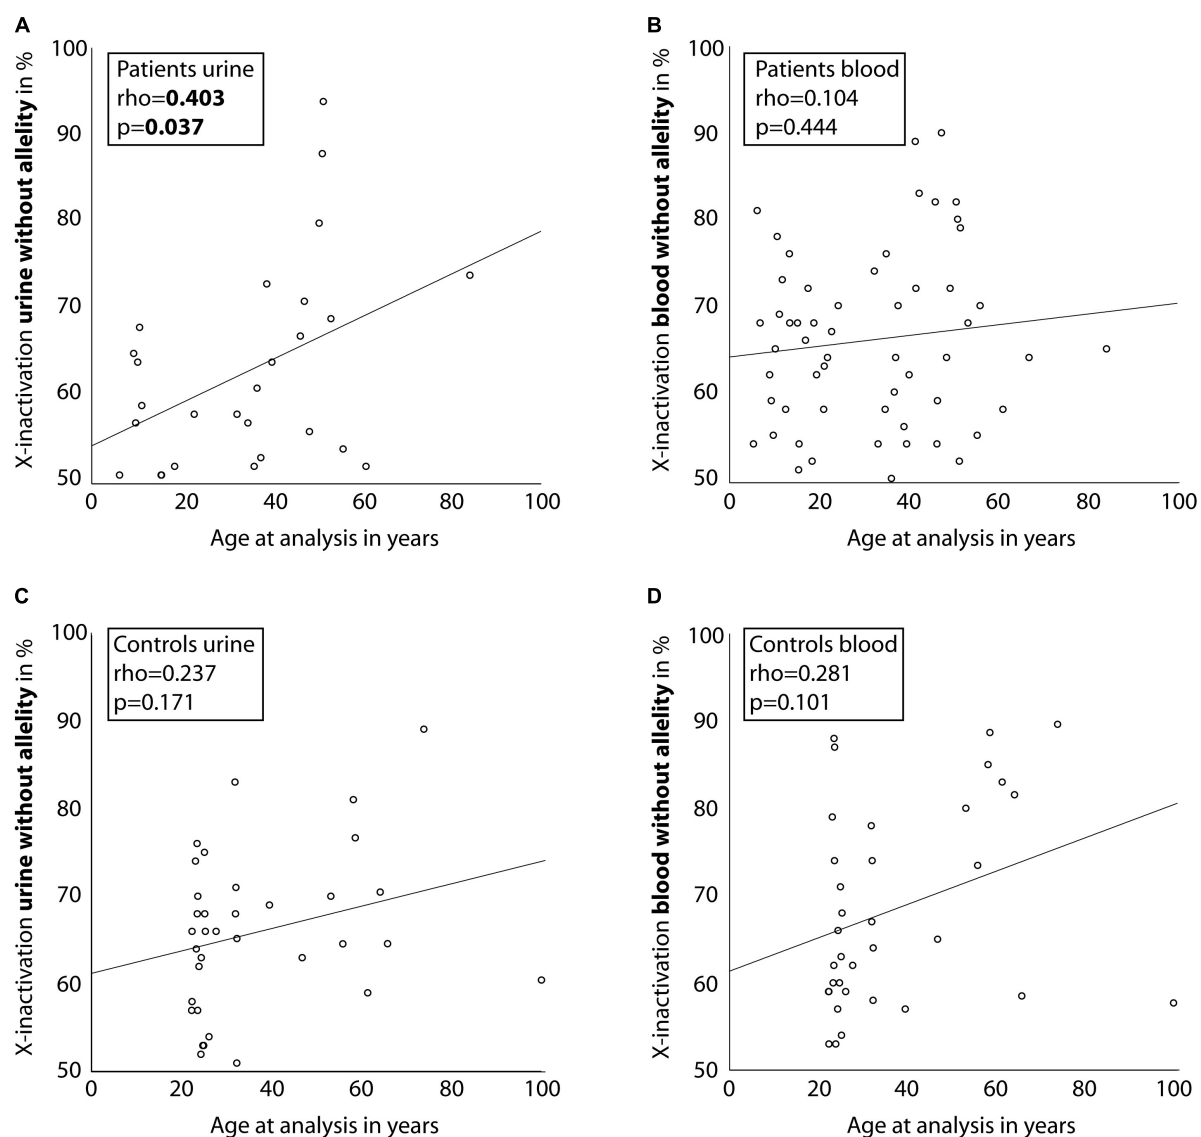 A
100
90
80
70
60
50
X-inactivation urine without allelity in %
Patients urine
rho=0.403
p=0.037
0 20 40 60 80 100
Age at analysis in years
B
100
90
80
70
60
50
X-inactivation blood without allelity in %
Patients blood
rho=0.104
p=0.444
0 20 40 60 80 100
Age at analysis in years
C
100
90
80
70
60
50
X-inactivation urine without allelity in %
Controls urine
rho=0.237
p=0.171
0 20 40 60 80 100
Age at analysis in years
D
100
90
80
70
60
50
X-inactivation blood without allelity in %
Controls blood
rho=0.281
p=0.101
0 20 40 60 80 100
Age at analysis in years